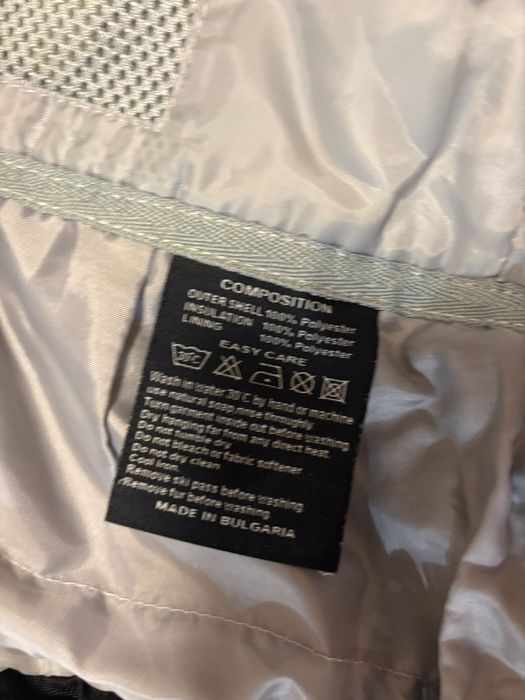 COMPOSITION
OUTER SHELL 100% Polyester
INSULATION 100% Polyester
LINING 100% Polyester
EASY CARE
30°C
Wash in water 30°C by hand or machine
use natural soap rinse thoughly.
Turn garment inside out before washing
Dry Hanging far from any direct heat.
Do not tumble dry
Do not bleach or fabric softener
Do not dry clean
Cool iron.
Remove ski pass before washing
Remove fur before washing
MADE IN BULGARIA